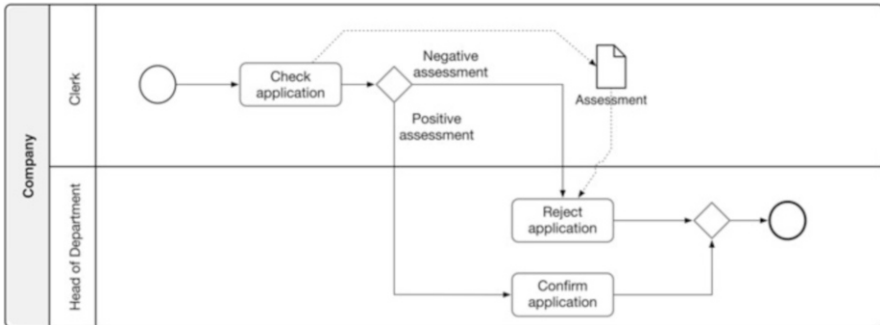 Company
Clerk
Check
application
Negative
assessment
Positive
assessment
Assessment
Head of Department
Reject
application
Confirm
application